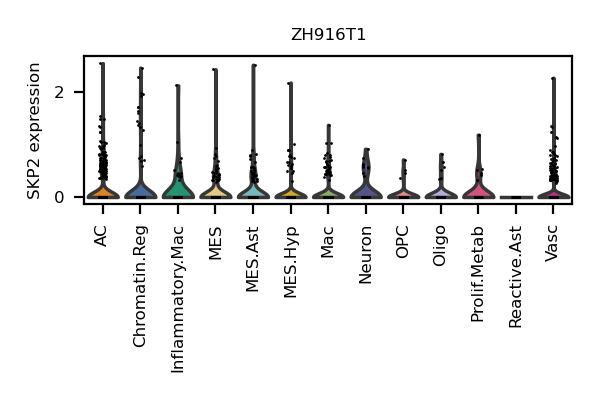 ZH916T1
SKP2 expression
2
0
AC
Chromatin.Reg
Inflammatory.Mac
MES
MES.Ast
MES.Hyp
Mac
Neuron
OPC
Oligo
Prolif.Metab
Reactive.Ast
Vasc